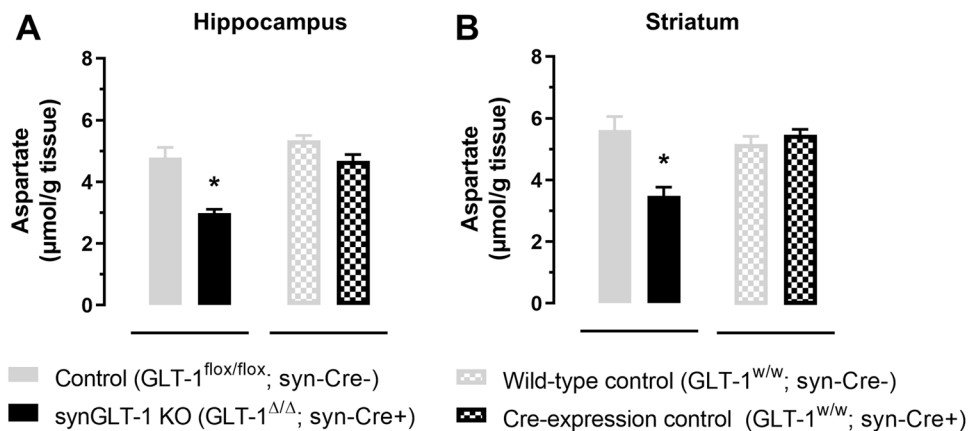 A
Hippocampus
Aspartate
(µmol/g tissue)
8
6
4
2
0
*
B
Striatum
Aspartate
(µmol/g tissue)
8
6
4
2
0
*
Control (GLT-1flox/flox; syn-Cre-)
synGLT-1 KO (GLT-1Δ/Δ; syn-Cre+)
Wild-type control (GLT-1w/w; syn-Cre-)
Cre-expression control (GLT-1w/w; syn-Cre+)